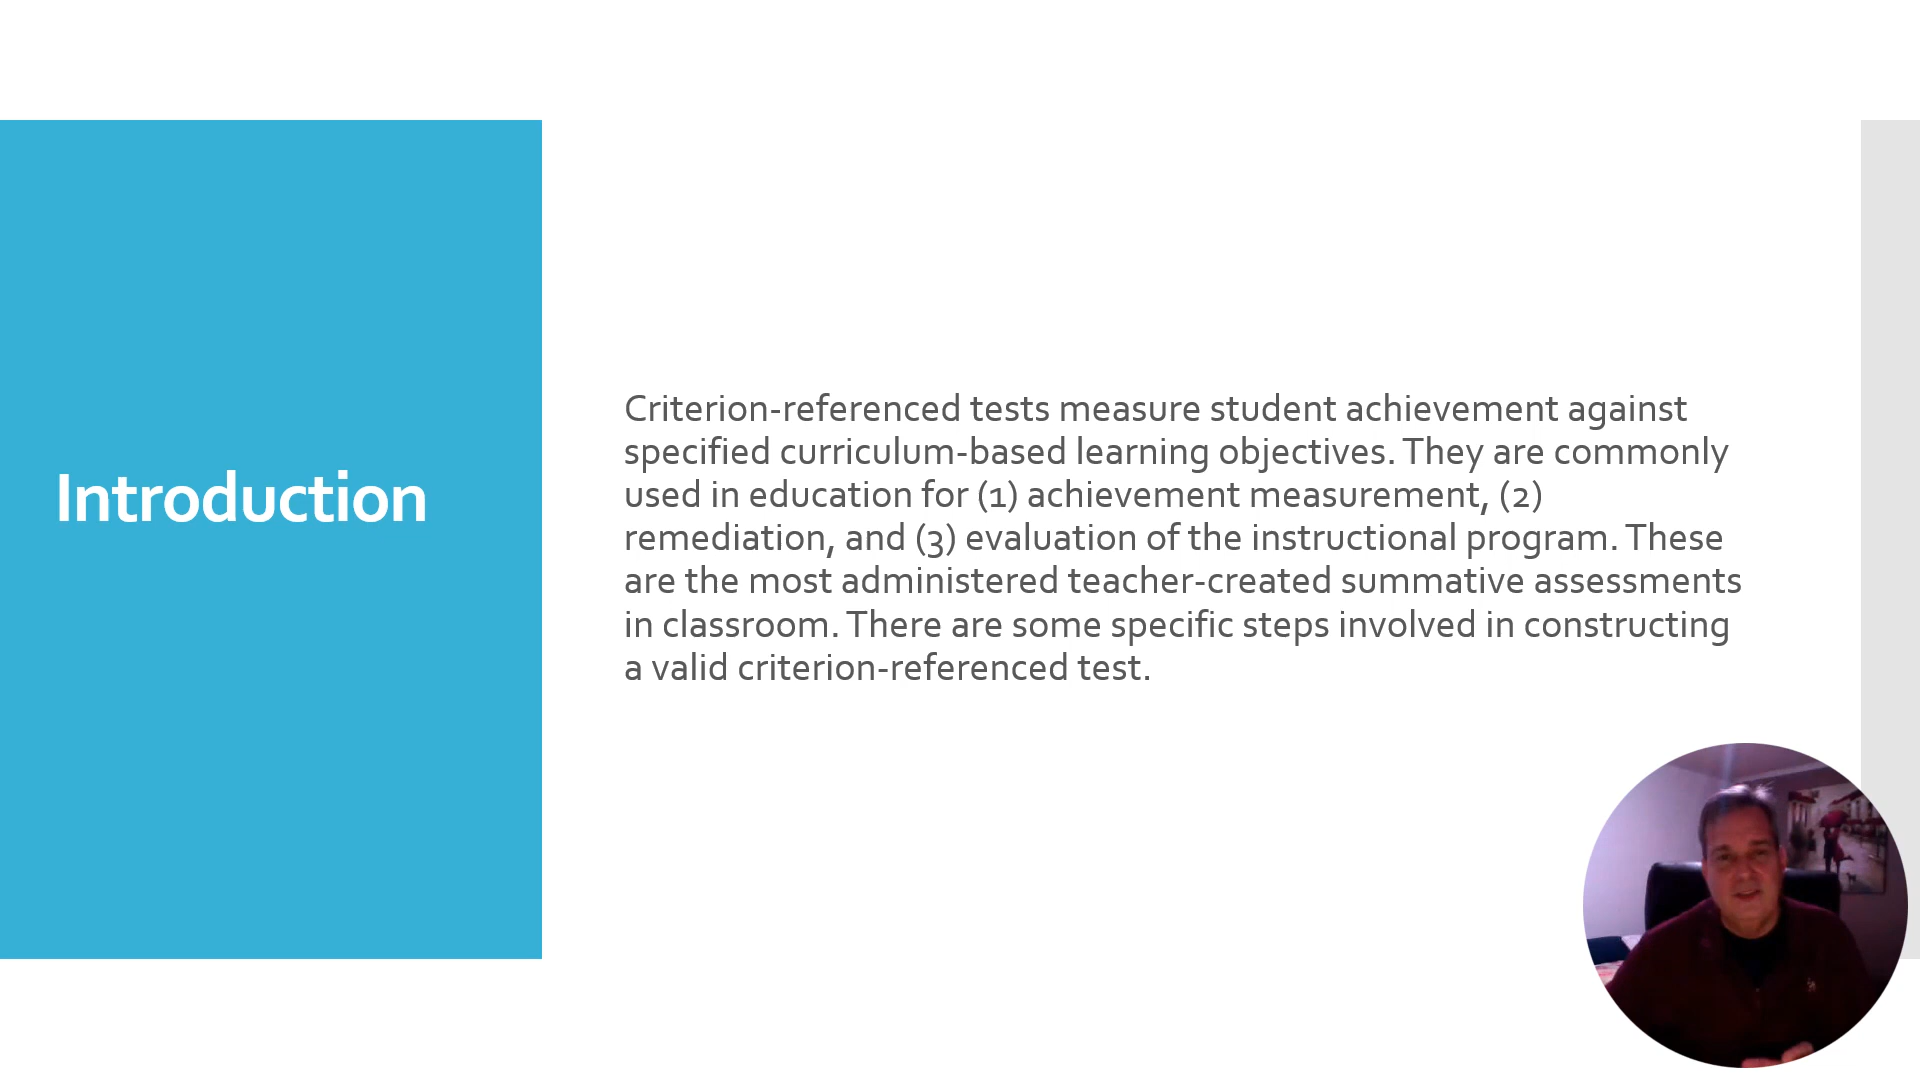 Introduction
Criterion-referenced tests measure student achievement against
specified curriculum-based learning objectives. They are commonly
used in education for (1) achievement measurement, (2)
remediation, and (3) evaluation of the instructional program. These
are the most administered teacher-created summative assessments
in classroom. There are some specific steps involved in constructing
a valid criterion-referenced test.